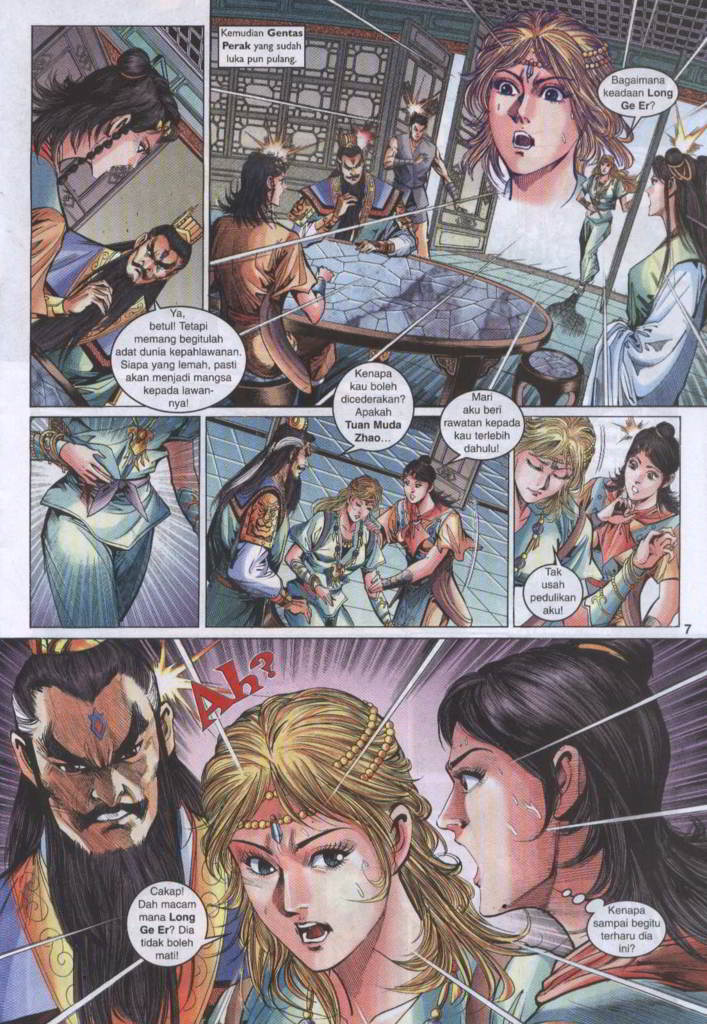 Ya,
betul! Tetapi
memang begitulah
adat dunia kepahlawanan.
Siapa yang lemah, pasti
akan menjadi mangsa
kepada lawan-
nya!
Kemudian Gentas
Perak yang sudah
luka pun pulang.
Bagaimana
keadaan Long
Ge Er?
Kenapa
kau boleh
dicederakan?
Apakah
Tuan Muda
Zhao...
Mari
aku beri
rawatan kepada
kau terlebih
dahulu!
Tak
usah
pedulikan
aku!
7
Ah?
Cakap!
Dah macam
mana Long
Ge Er? Dia
tidak boleh
mati!
Kenapa
sampai begitu
terharu dia
ini?